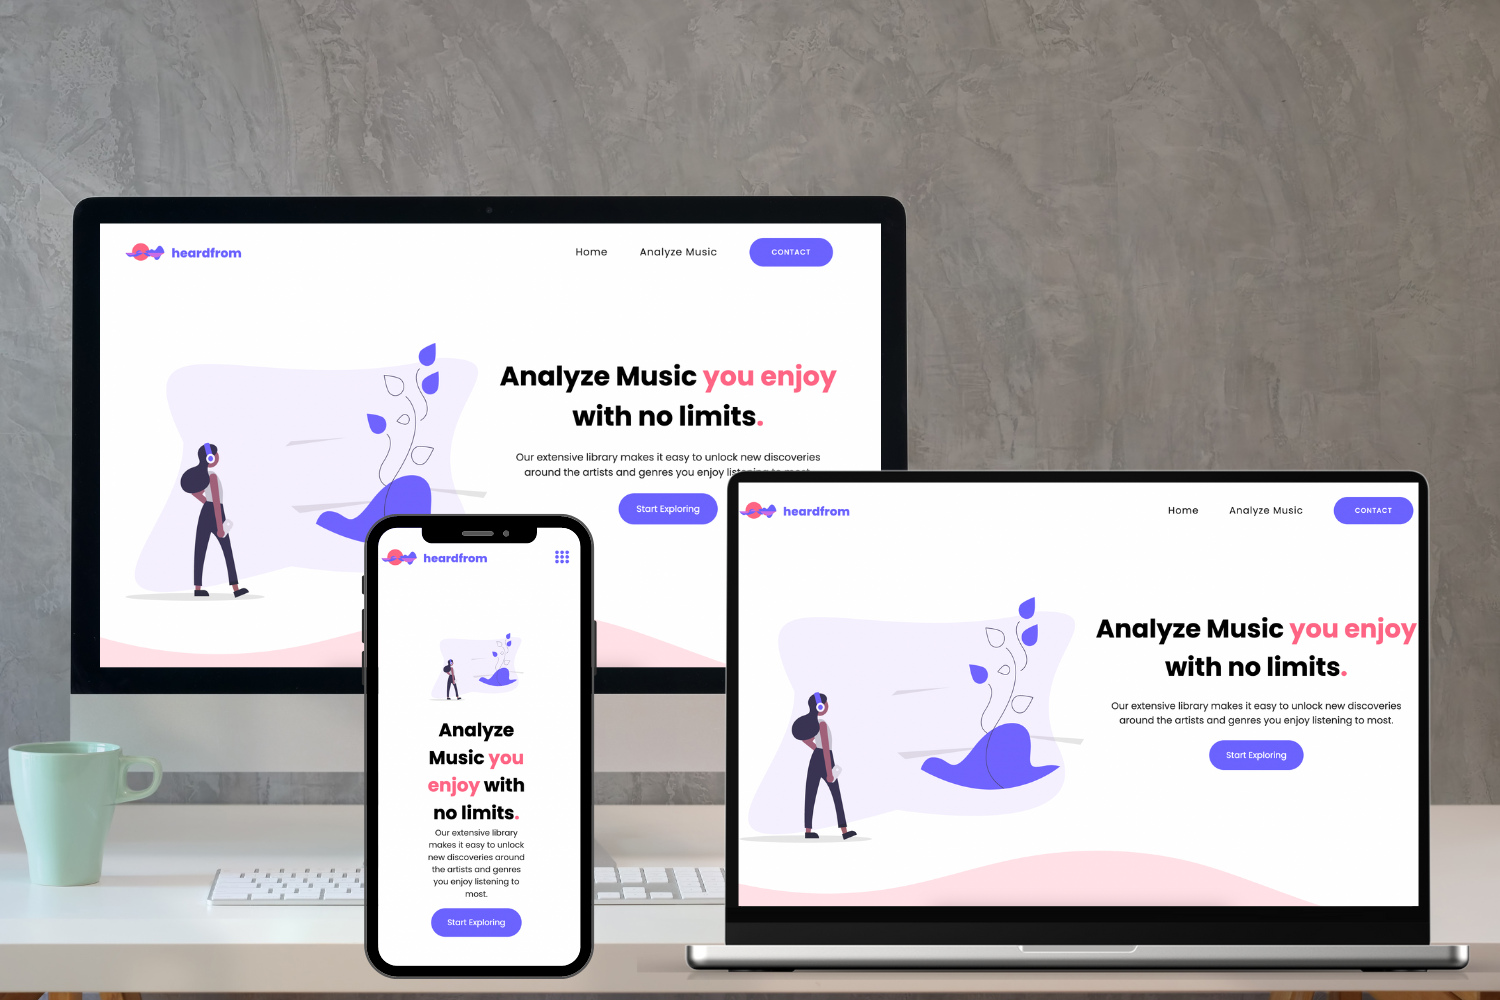 heardfrom
Home
Analyze Music
CONTACT
Analyze Music you enjoy
with no limits.
Our extensive library makes it easy to unlock new discoveries
around the artists and genres you enjoy listening to most.
Start Exploring
heardfrom
Analyze
Music you
enjoy with
no limits.
Our extensive library
makes it easy to unlock
new discoveries around
the artists and genres
you enjoy listening to
most.
Start Exploring
heardfrom
Home
Analyze Music
CONTACT
Analyze Music you enjoy
with no limits.
Our extensive library makes it easy to unlock new discoveries
around the artists and genres you enjoy listening to most.
Start Exploring